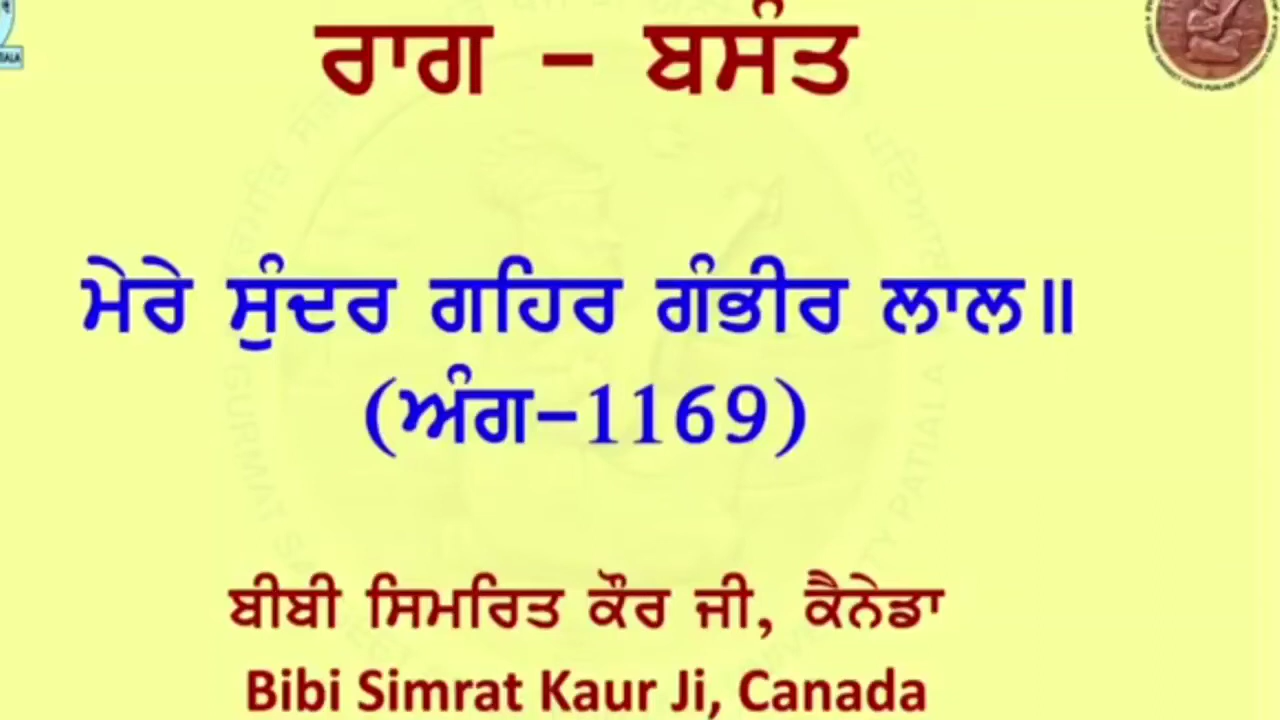 ਰਾਗ - ਬਸੰਤ
ਮੇਰੇ ਸੁੰਦਰ ਗਹਿਰ ਗੰਭੀਰ ਲਾਲ॥
(ਅੰਗ-1169)
ਬੀਬੀ ਸਿਮਰਿਤ ਕੌਰ ਜੀ, ਕੈਨੇਡਾ
Bibi Simrat Kaur Ji, Canada